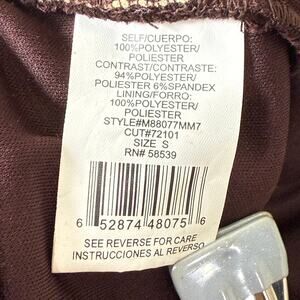 SELF/CUERPO:
100%POLYESTER/
POLIESTER
CONTRAST/CONTRASTE:
94%POLYESTER/
POLIESTER 6%SPANDEX
LINING/FORRO:
100%POLYESTER/
POLIESTER
STYLE#M88077MM7
CUT#72101
SIZE S
RN# 58539
6 52874 48075 6
SEE REVERSE FOR CARE
INSTRUCTIONS AL REVERSO